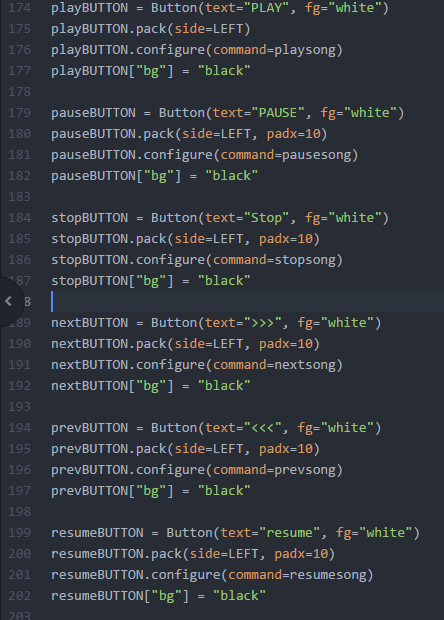 174 playBUTTON = Button(text="PLAY", fg="white")
175 playBUTTON.pack(side=LEFT)
176 playBUTTON.configure(command=playsong)
177 playBUTTON["bg"] = "black"
178
179 pauseBUTTON = Button(text="PAUSE", fg="white")
180 pauseBUTTON.pack(side=LEFT, padx=10)
181 pauseBUTTON.configure(command=pausesong)
182 pauseBUTTON["bg"] = "black"
183
184 stopBUTTON = Button(text="Stop", fg="white")
185 stopBUTTON.pack(side=LEFT, padx=10)
186 stopBUTTON.configure(command=stopsong)
87 stopBUTTON["bg"] = "black"
8
89 nextBUTTON = Button(text=">>>", fg="white")
190 nextBUTTON.pack(side=LEFT, padx=10)
191 nextBUTTON.configure(command=nextsong)
192 nextBUTTON["bg"] = "black"
193
194 prevBUTTON = Button(text="<<<", fg="white")
195 prevBUTTON.pack(side=LEFT, padx=10)
196 prevBUTTON.configure(command=prevsong)
197 prevBUTTON["bg"] = "black"
198
199 resumeBUTTON = Button(text="resume", fg="white")
200 resumeBUTTON.pack(side=LEFT, padx=10)
201 resumeBUTTON.configure(command=resumesong)
202 resumeBUTTON["bg"] = "black"
203